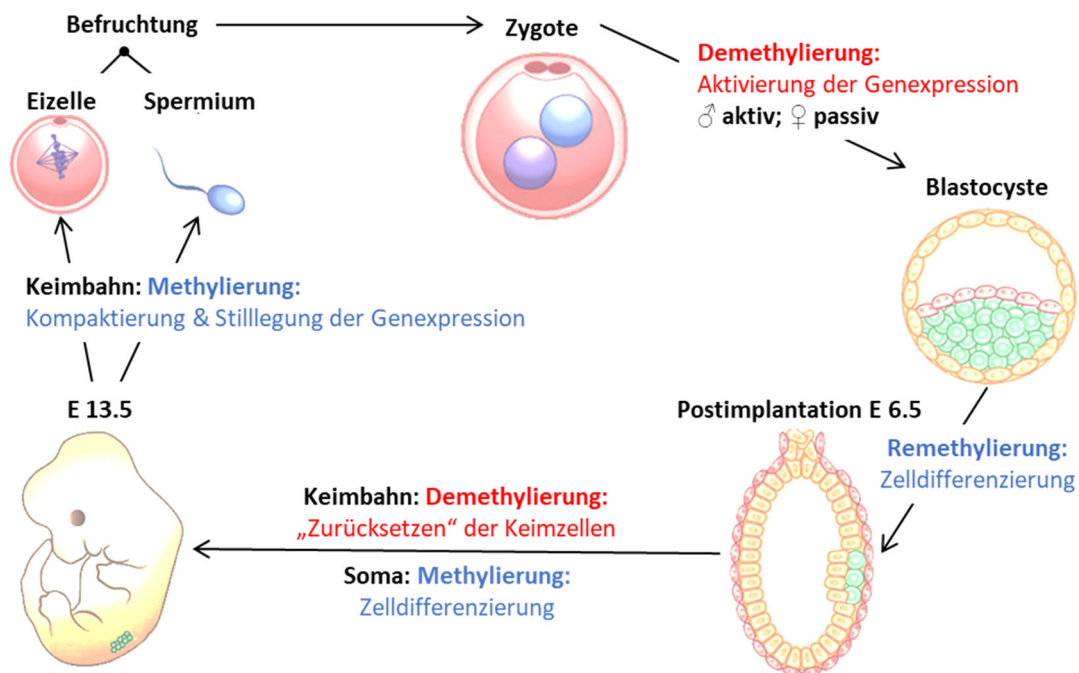 Befruchtung
Zygote
Demethylierung:
Aktivierung der Genexpression
♂ aktiv; ♀ passiv
Eizelle
Spermium
Blastocyste
Keimbahn: Methylierung:
Kompaktierung & Stilllegung der Genexpression
E 13.5
Postimplantation E 6.5
Remethylierung:
Zelldifferenzierung
Keimbahn: Demethylierung:
„Zurücksetzen“ der Keimzellen
Soma: Methylierung:
Zelldifferenzierung